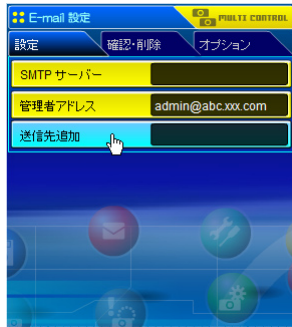 E-mail 設定
MULTI CONTROL
設定 確認・削除 オプション
SMTP サーバー
管理者アドレス admin@abc.xxx.com
送信先追加